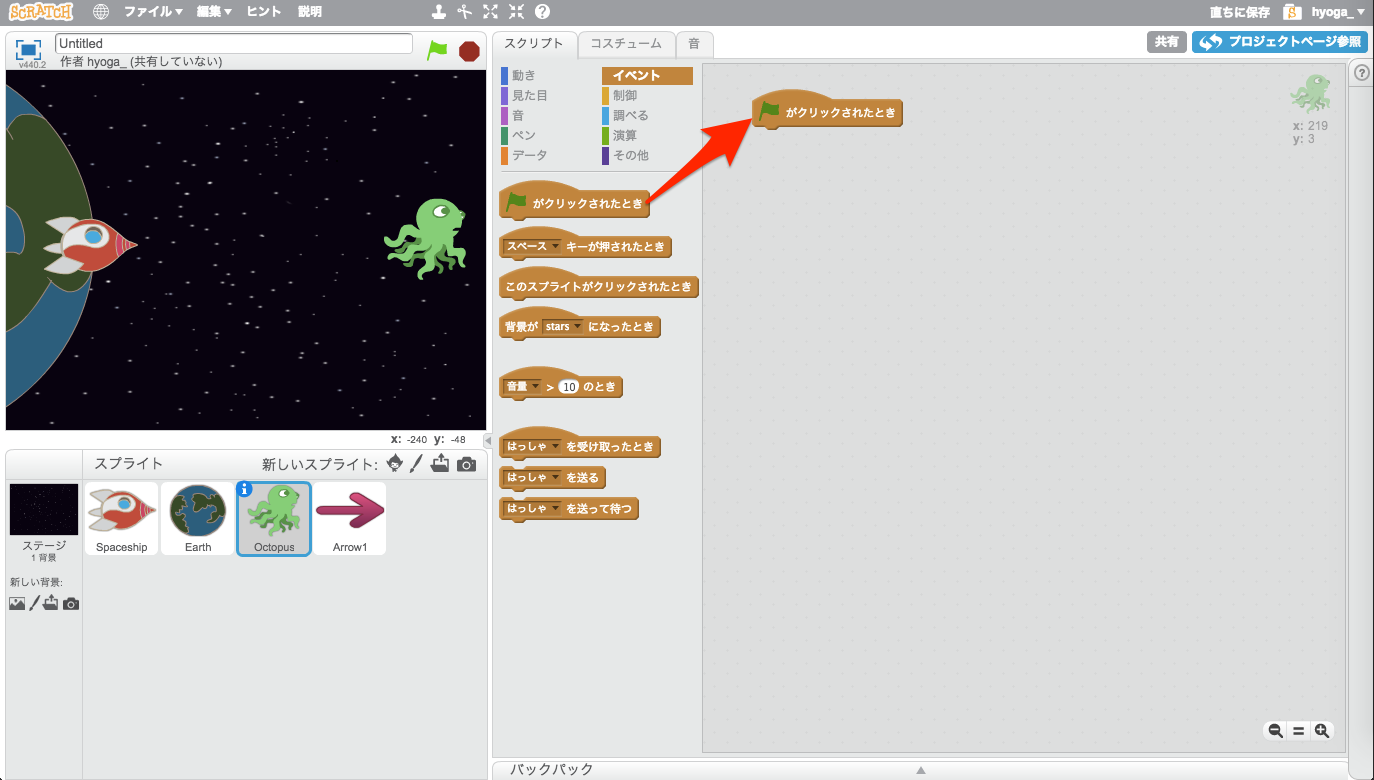 SCRATCH ファイル▼ 編集▼ ヒント 説明 直ちに保存 S hyoga_▼
v440.2 Untitled
作者 hyoga_ (共有していない)
スクリプト コスチューム 音 共有 プロジェクトページ参照
動き イベント
見た目 制御
音 調べる
ペン 演算
データ その他
がクリックされたとき
スペース▼ キーが押されたとき
このスプライトがクリックされたとき
背景が stars▼ になったとき
音量▼ > 10 のとき
はっしゃ▼ を受け取ったとき
はっしゃ▼ を送る
はっしゃ▼ を送って待つ
がクリックされたとき
x: 219
y: 3
x: -240 y: -48
スプライト 新しいスプライト:
ステージ
1 背景
新しい背景:
Spaceship Earth Octopus Arrow1
バックパック